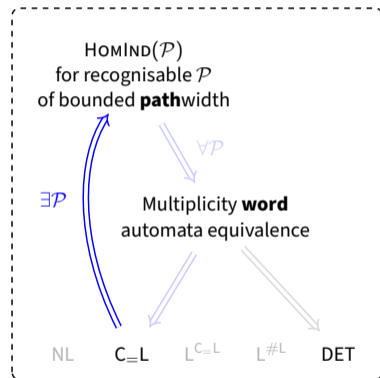 HOMIND(𝒫)
for recognisable 𝒫
of bounded pathwidth
∀𝒫
∃𝒫
Multiplicity word
automata equivalence
NL C₌L L^{C₌L} L^{#L} DET